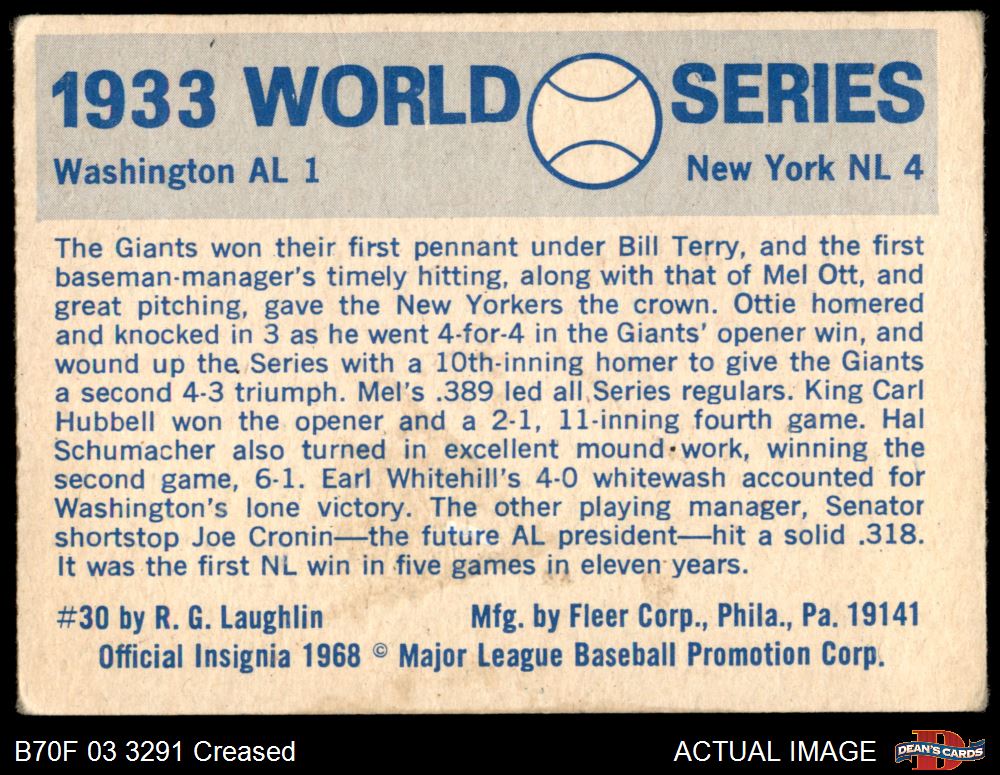 1933 WORLD SERIES
Washington AL 1 New York NL 4
The Giants won their first pennant under Bill Terry, and the first
baseman-manager's timely hitting, along with that of Mel Ott, and
great pitching, gave the New Yorkers the crown. Ottie homered
and knocked in 3 as he went 4-for-4 in the Giants' opener win, and
wound up the Series with a 10th-inning homer to give the Giants
a second 4-3 triumph. Mel's .389 led all Series regulars. King Carl
Hubbell won the opener and a 2-1, 11-inning fourth game. Hal
Schumacher also turned in excellent mound work, winning the
second game, 6-1. Earl Whitehill's 4-0 whitewash accounted for
Washington's lone victory. The other playing manager, Senator
shortstop Joe Cronin—the future AL president—hit a solid .318.
It was the first NL win in five games in eleven years.
#30 by R. G. Laughlin Mfg. by Fleer Corp., Phila., Pa. 19141
Official Insignia 1968 © Major League Baseball Promotion Corp.
B70F 03 3291 Creased ACTUAL IMAGE DEAN'S CARDS